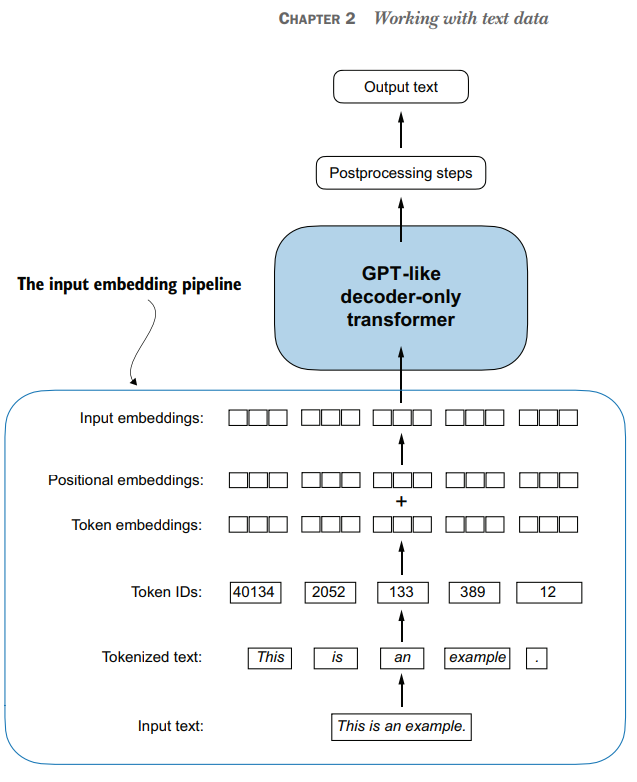 CHAPTER 2 Working with text data
Output text
Postprocessing steps
GPT-like
decoder-only
transformer
The input embedding pipeline
Input embeddings:
Positional embeddings:
+
Token embeddings:
Token IDs: 40134 2052 133 389 12
Tokenized text: This is an example .
Input text: This is an example.